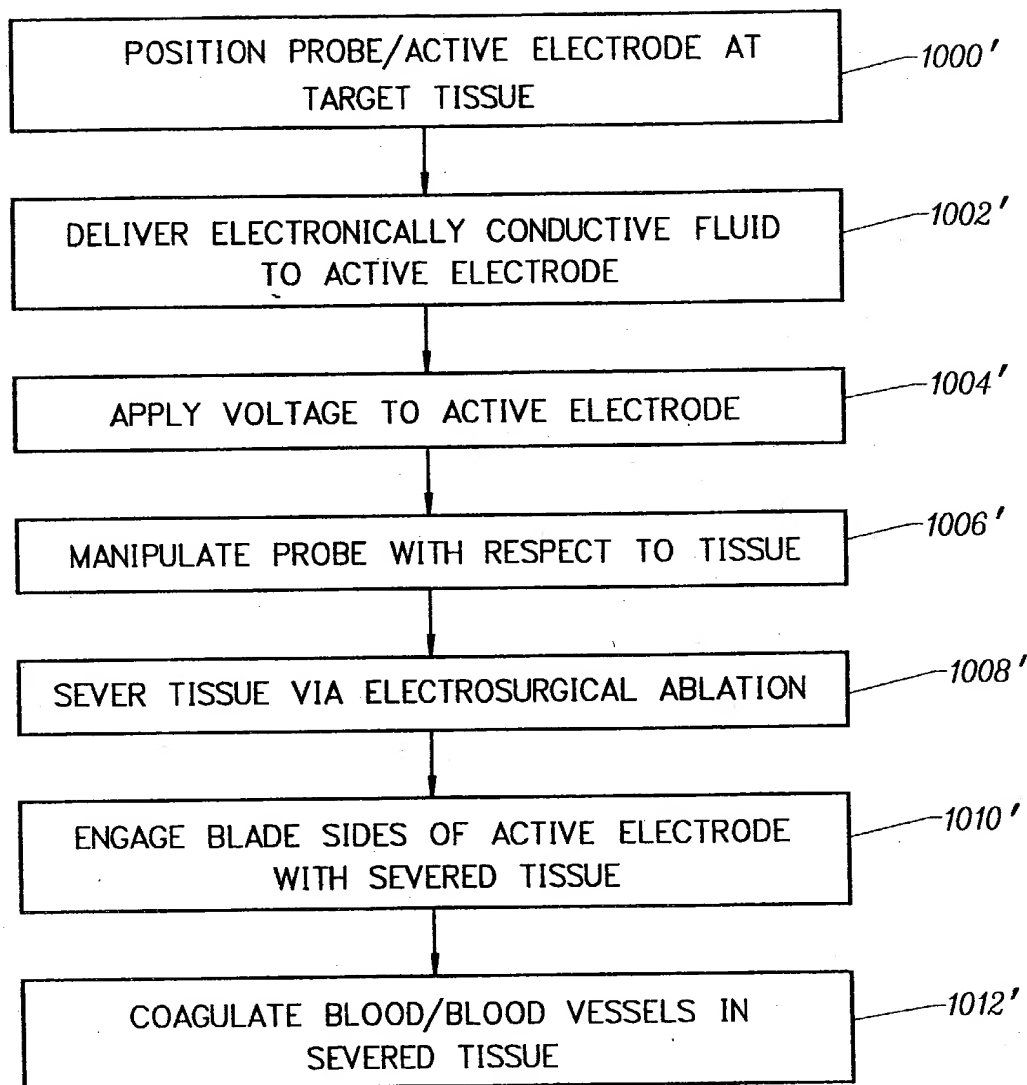 POSITION PROBE/ACTIVE ELECTRODE AT
TARGET TISSUE
1000'
DELIVER ELECTRONICALLY CONDUCTIVE FLUID
TO ACTIVE ELECTRODE
1002'
APPLY VOLTAGE TO ACTIVE ELECTRODE
1004'
MANIPULATE PROBE WITH RESPECT TO TISSUE
1006'
SEVER TISSUE VIA ELECTROSURGICAL ABLATION
1008'
ENGAGE BLADE SIDES OF ACTIVE ELECTRODE
WITH SEVERED TISSUE
1010'
COAGULATE BLOOD/BLOOD VESSELS IN
SEVERED TISSUE
1012'